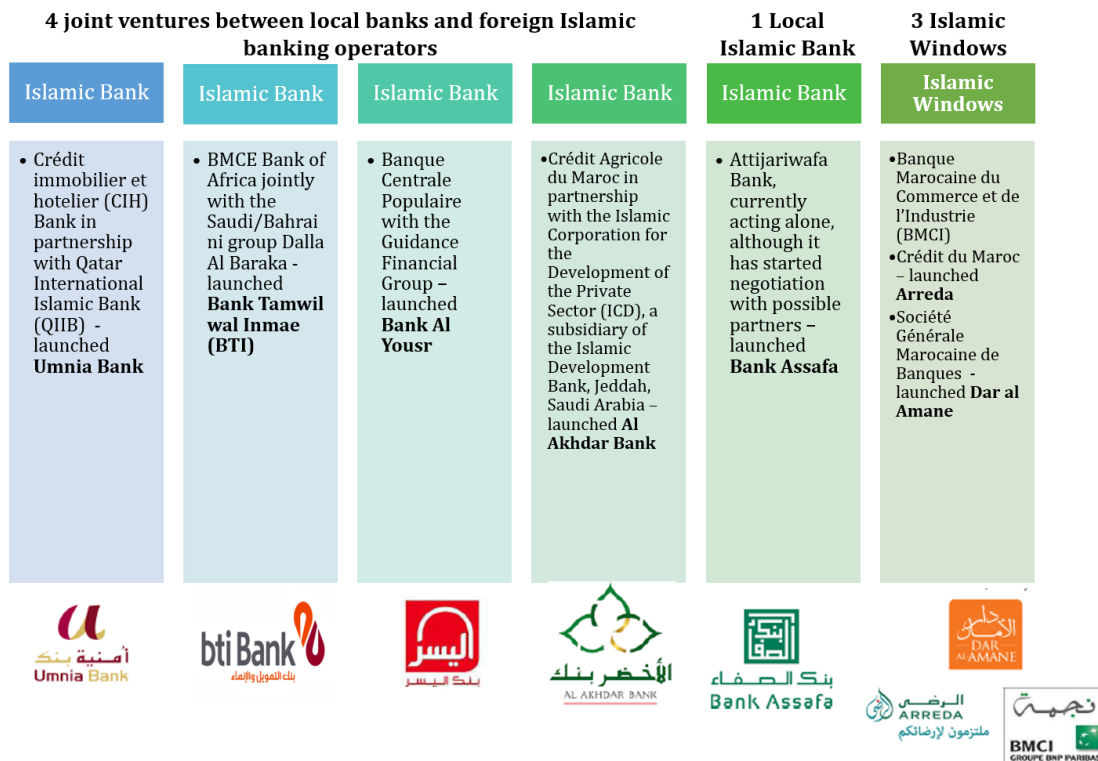 4 joint ventures between local banks and foreign Islamic
banking operators
1 Local
Islamic Bank
3 Islamic
Windows
Islamic Bank
Islamic Bank
Islamic Bank
Islamic Bank
Islamic Bank
Islamic
Windows
• Crédit
immobilier et
hotelier (CIH)
Bank in
partnership
with Qatar
International
Islamic Bank
(QIIB) -
launched
Umnia Bank
• BMCE Bank of
Africa jointly
with the
Saudi/Bahrai
ni group Dalla
Al Baraka -
launched
Bank Tamwil
wal Inmae
(BTI)
• Banque
Centrale
Populaire
with the
Guidance
Financial
Group –
launched
Bank Al
Yousr
•Crédit Agricole
du Maroc in
partnership
with the Islamic
Corporation for
the
Development of
the Private
Sector (ICD), a
subsidiary of
the Islamic
Development
Bank, Jeddah,
Saudi Arabia –
launched Al
Akhdar Bank
• Attijariwafa
Bank,
currently
acting alone,
although it
has started
negotiation
with possible
partners –
launched
Bank Assafa
•Banque
Marocaine du
Commerce et de
l'Industrie
(BMCI)
•Crédit du Maroc
– launched
Arreda
•Société
Générale
Marocaine de
Banques -
launched Dar al
Amane
أمنية بنك
Umnia Bank
bti Bank
بنك التمويل والإنماء
اليسر
بنك اليسر
الأخضر بنك
AL AKHDAR BANK
بنك الصفاء
بنك الصفاء
Bank Assafa
دار الأمان
DAR
AL-AMANE
الرضى
ARREDA
ملتزمون لإرضائكم
نجمة
BMCI
GROUPE BNP PARIBAS